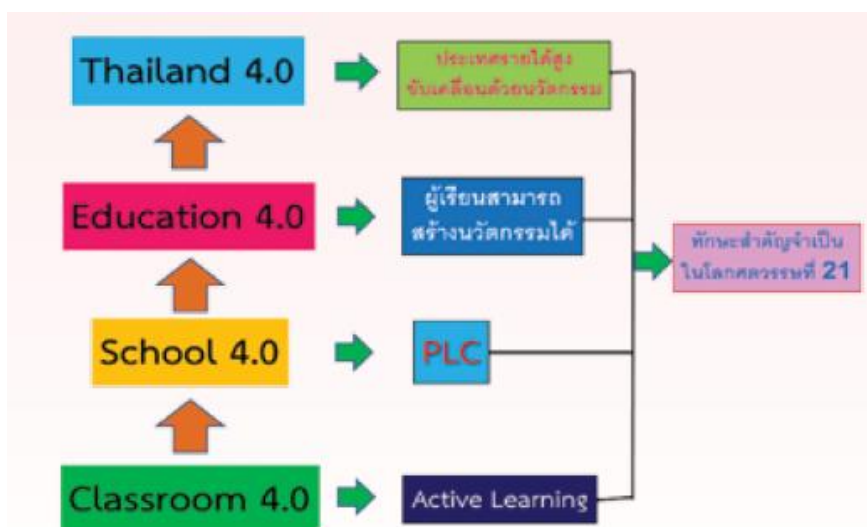 Thailand 4.0
ประเทศรายได้สูง
ขับเคลื่อนด้วยนวัตกรรม
Education 4.0
ผู้เรียนสามารถ
สร้างนวัตกรรมได้
ทักษะสำคัญจำเป็น
ในโลกศตวรรษที่ 21
School 4.0
PLC
Classroom 4.0
Active Learning